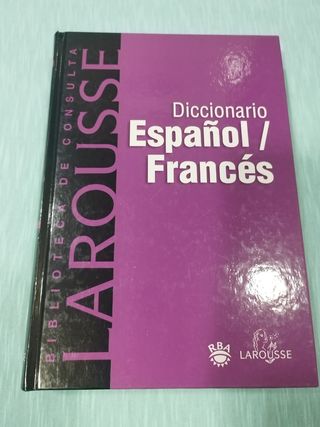 BIBLIOTECA DE CONSULTA
LAROUSSE
Diccionario
Español /
Francés
RBA
LAROUSSE